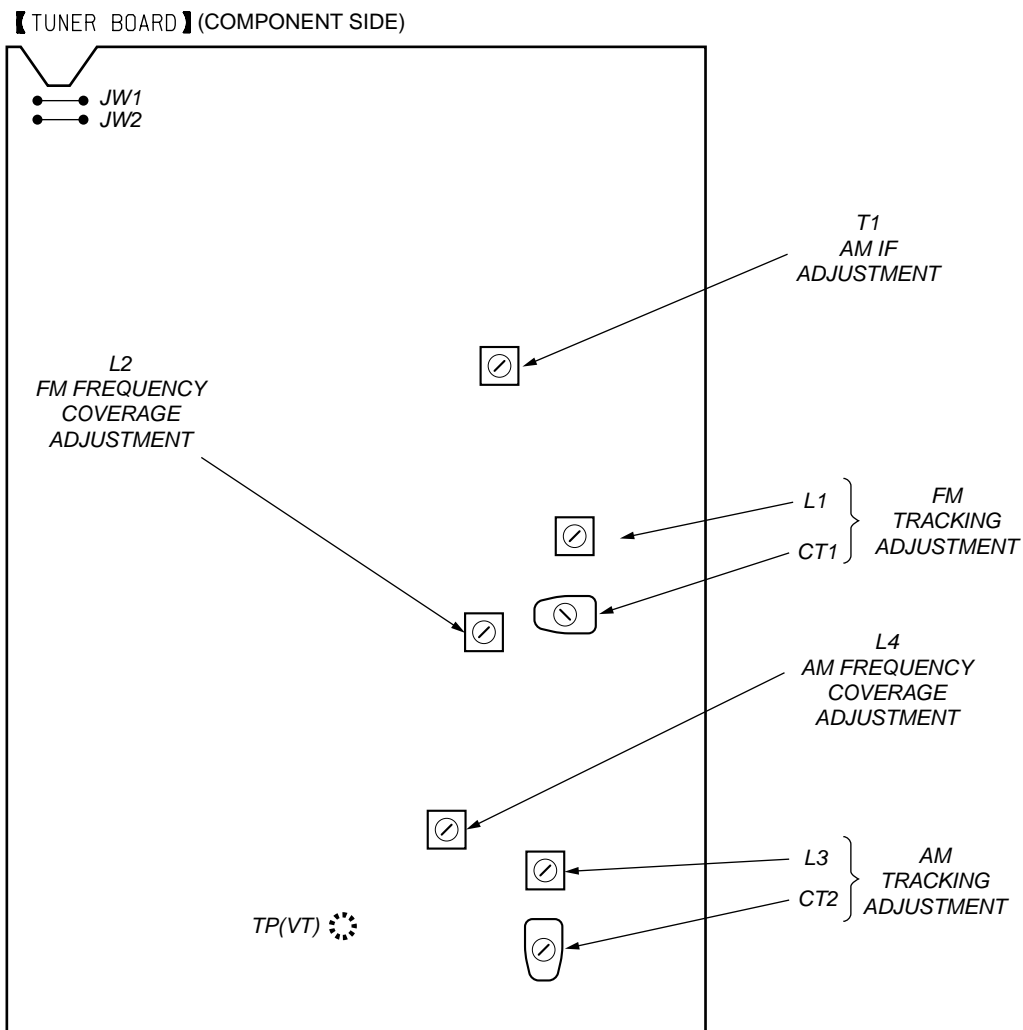 【TUNER BOARD】(COMPONENT SIDE)
JW1
JW2
T1
AM IF
ADJUSTMENT
L2
FM FREQUENCY
COVERAGE
ADJUSTMENT
L1
CT1
FM
TRACKING
ADJUSTMENT
L4
AM FREQUENCY
COVERAGE
ADJUSTMENT
L3
CT2
AM
TRACKING
ADJUSTMENT
TP(VT)